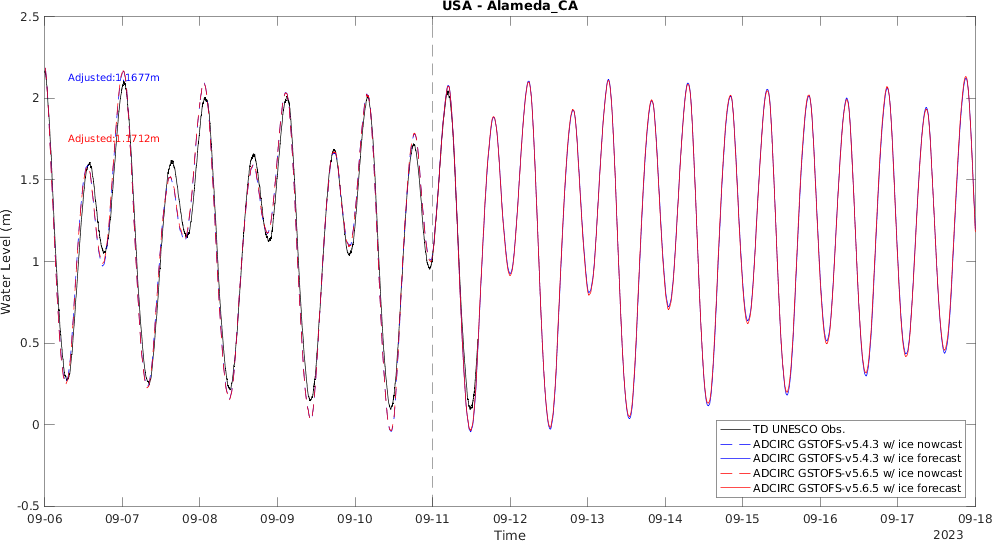 USA - Alameda_CA
2.5
2
1.5
1
0.5
0
-0.5
Water Level (m)
Adjusted:1.1677m
Adjusted:1.1712m
TD UNESCO Obs.
ADCIRC GSTOFS-v5.4.3 w/ ice nowcast
ADCIRC GSTOFS-v5.4.3 w/ ice forecast
ADCIRC GSTOFS-v5.6.5 w/ ice nowcast
ADCIRC GSTOFS-v5.6.5 w/ ice forecast
09-06 09-07 09-08 09-09 09-10 09-11 09-12 09-13 09-14 09-15 09-16 09-17 09-18
Time
2023